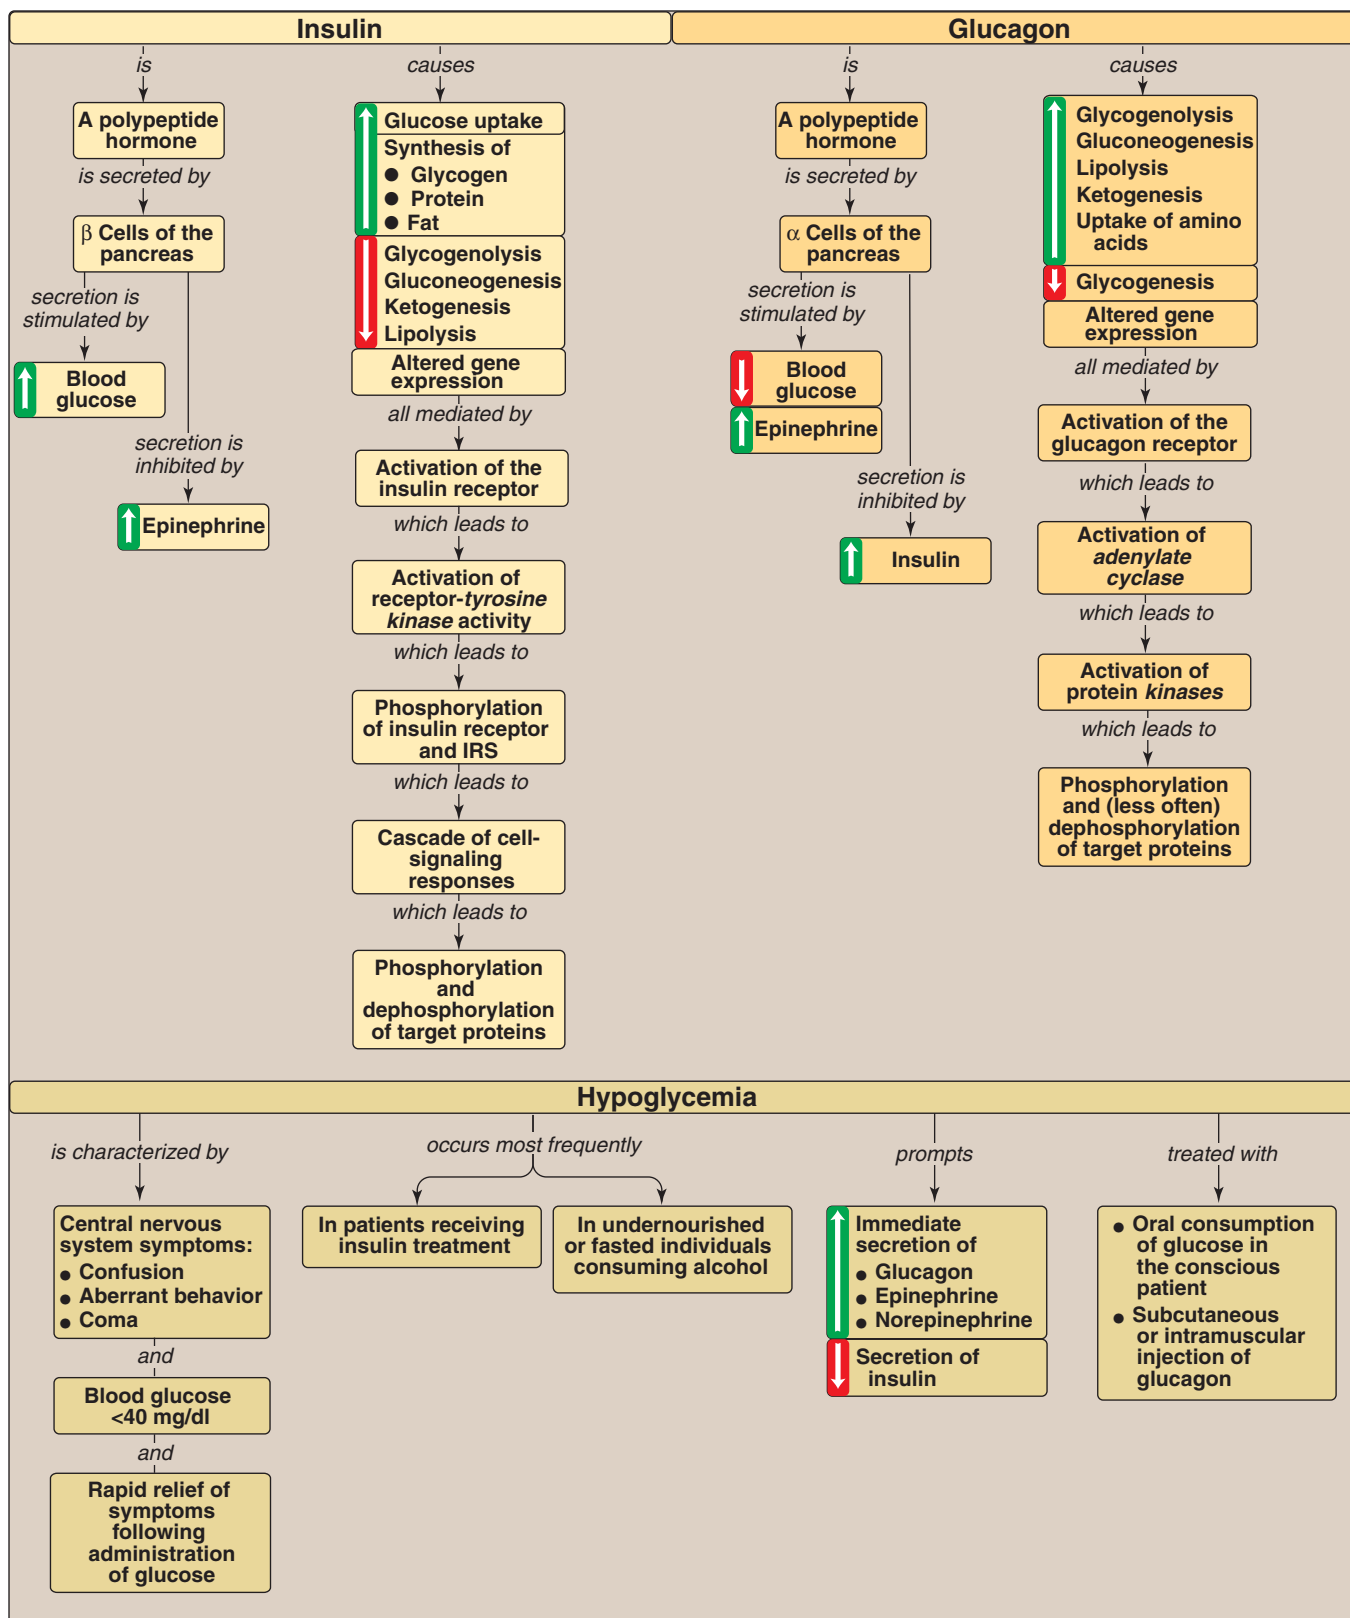 Insulin
is
A polypeptide
hormone
is secreted by
β Cells of the
pancreas
secretion is
stimulated by
Blood
glucose
secretion is
inhibited by
Epinephrine
causes
Glucose uptake
Synthesis of
● Glycogen
● Protein
● Fat
Glycogenolysis
Gluconeogenesis
Ketogenesis
Lipolysis
Altered gene
expression
all mediated by
Activation of the
insulin receptor
which leads to
Activation of
receptor-tyrosine
kinase activity
which leads to
Phosphorylation
of insulin receptor
and IRS
which leads to
Cascade of cell-
signaling
responses
which leads to
Phosphorylation
and
dephosphorylation
of target proteins
Glucagon
is
A polypeptide
hormone
is secreted by
α Cells of the
pancreas
secretion is
stimulated by
Blood
glucose
Epinephrine
secretion is
inhibited by
Insulin
causes
Glycogenolysis
Gluconeogenesis
Lipolysis
Ketogenesis
Uptake of amino
acids
Glycogenesis
Altered gene
expression
all mediated by
Activation of the
glucagon receptor
which leads to
Activation of
adenylate
cyclase
which leads to
Activation of
protein kinases
which leads to
Phosphorylation
and (less often)
dephosphorylation
of target proteins
Hypoglycemia
is characterized by
Central nervous
system symptoms:
● Confusion
● Aberrant behavior
● Coma
and
Blood glucose
<40 mg/dl
and
Rapid relief of
symptoms
following
administration
of glucose
occurs most frequently
In patients receiving
insulin treatment
In undernourished
or fasted individuals
consuming alcohol
prompts
Immediate
secretion of
● Glucagon
● Epinephrine
● Norepinephrine
Secretion of
insulin
treated with
● Oral consumption
of glucose in
the conscious
patient
● Subcutaneous
or intramuscular
injection of
glucagon